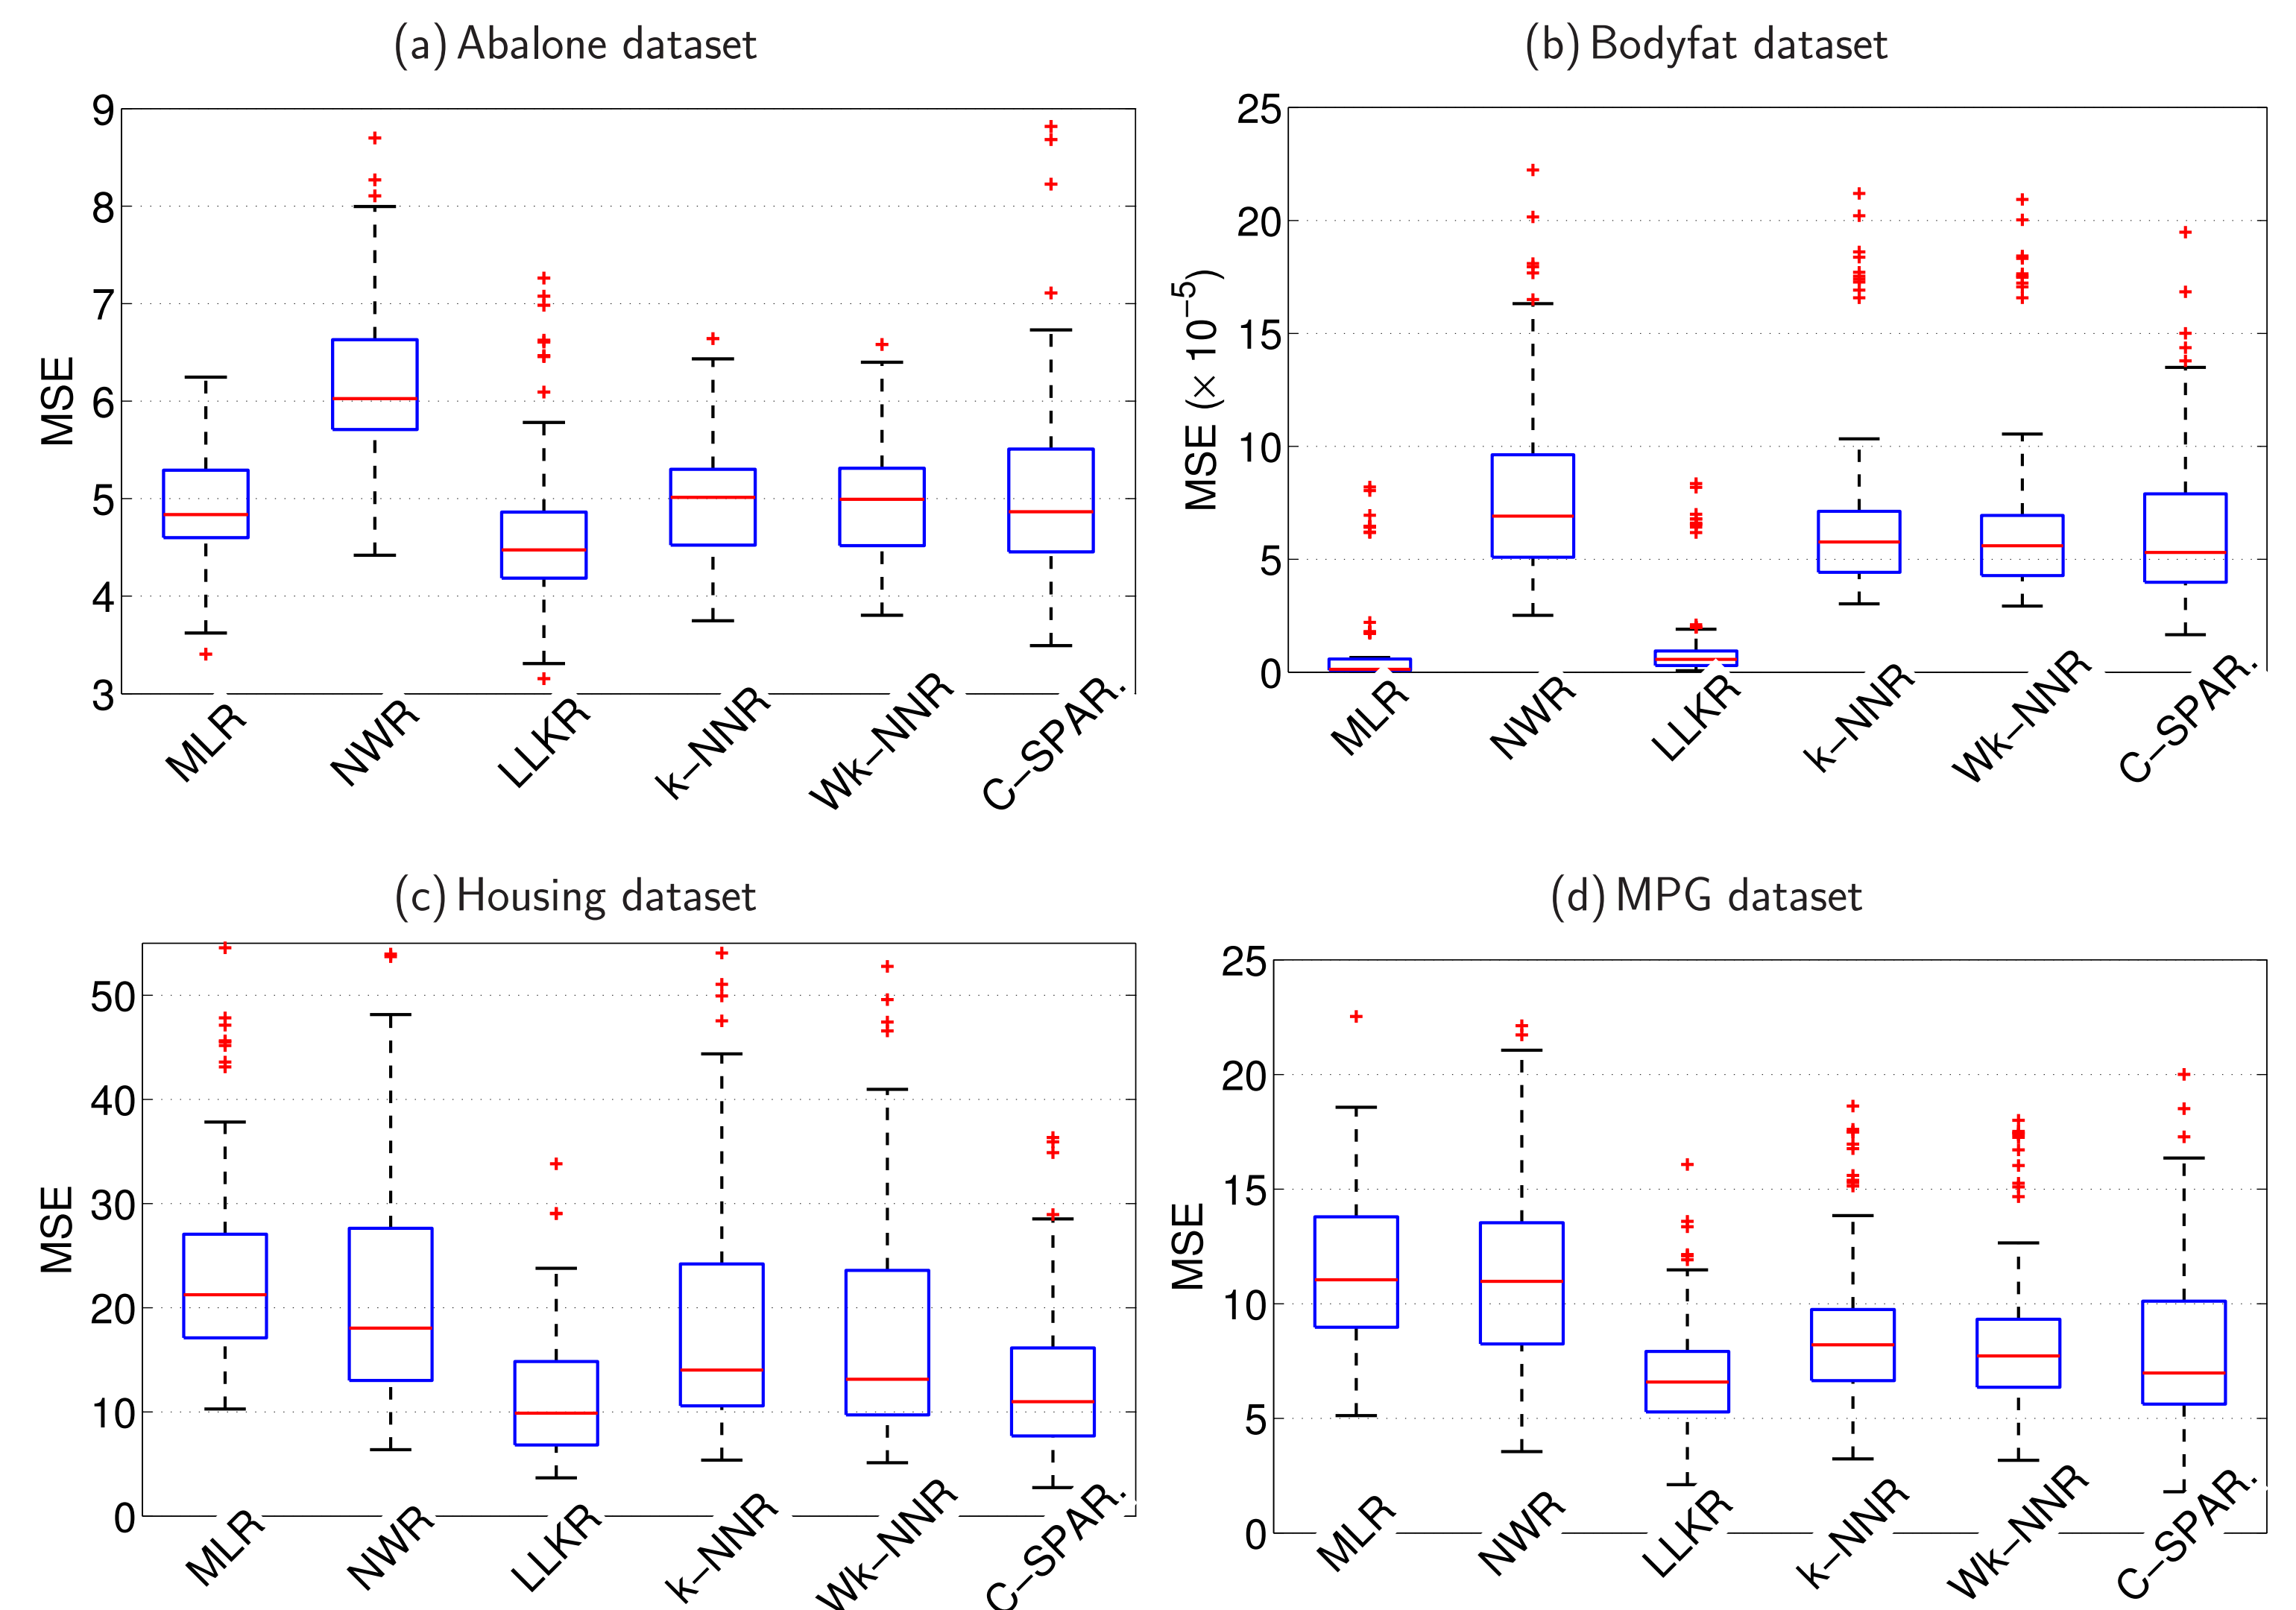 (a) Abalone dataset
MSE
9
8
7
6
5
4
3
MLR
NWR
LLKR
k–NNR
Wk–NNR
C–SPAR.
(b) Bodyfat dataset
MSE (× 10⁻⁵)
25
20
15
10
5
0
MLR
NWR
LLKR
k–NNR
Wk–NNR
C–SPAR.
(c) Housing dataset
MSE
50
40
30
20
10
0
MLR
NWR
LLKR
k–NNR
Wk–NNR
C–SPAR.
(d) MPG dataset
MSE
25
20
15
10
5
0
MLR
NWR
LLKR
k–NNR
Wk–NNR
C–SPAR.